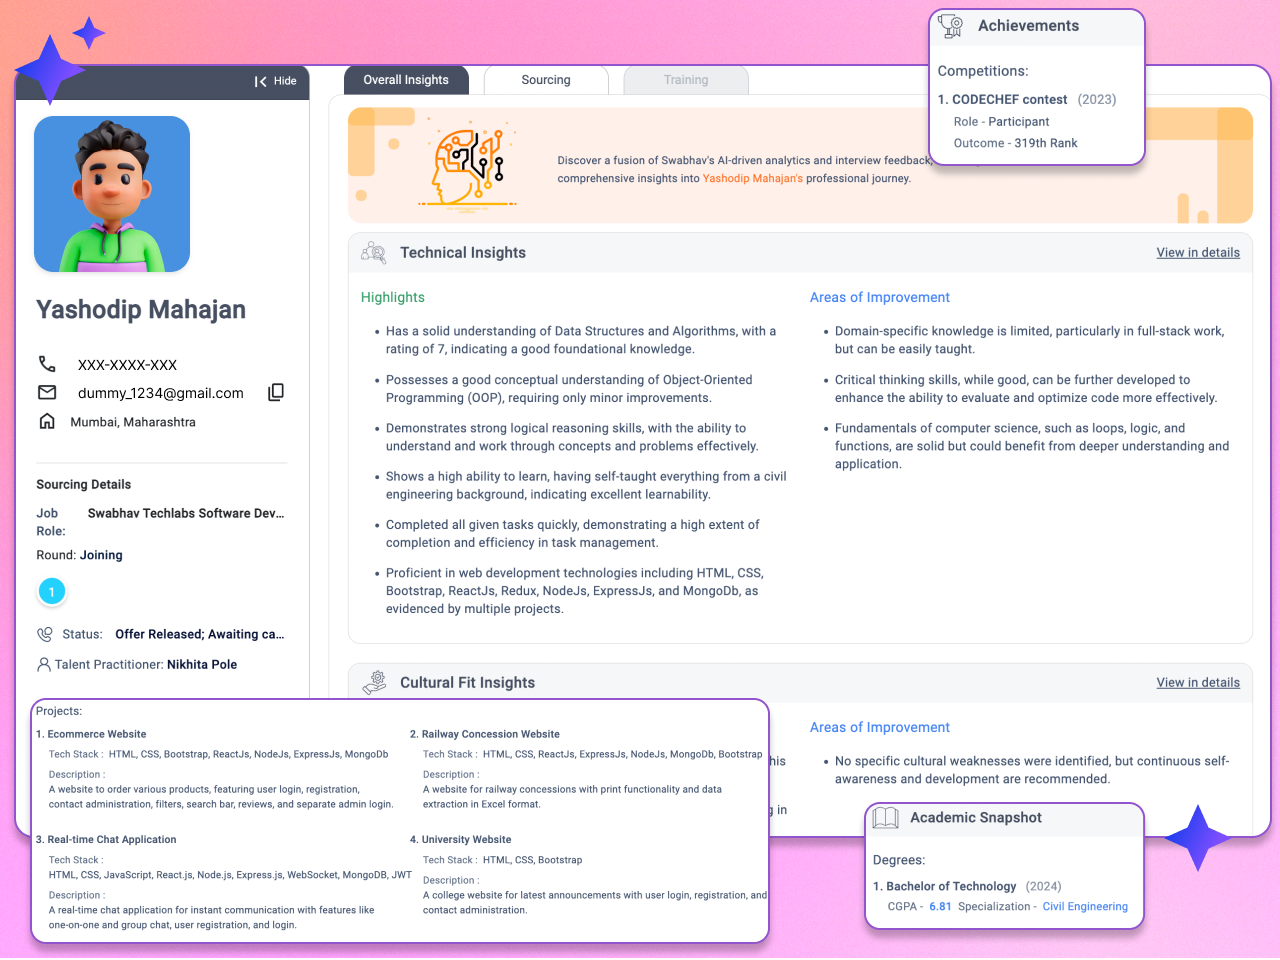 Hide
Overall Insights
Sourcing
Training
Achievements
Competitions:
1. CODECHEF contest (2023)
Role - Participant
Outcome - 319th Rank
Discover a fusion of Swabhav's AI-driven analytics and interview feedback,
comprehensive insights into Yashodip Mahajan's professional journey.
Yashodip Mahajan
XXX-XXXX-XXX
dummy_1234@gmail.com
Mumbai, Maharashtra
Sourcing Details
Job Role: Swabhav Techlabs Software Dev...
Round: Joining
1
Status: Offer Released; Awaiting ca...
Talent Practitioner: Nikhita Pole
Technical Insights
View in details
Highlights
• Has a solid understanding of Data Structures and Algorithms, with a
rating of 7, indicating a good foundational knowledge.
• Possesses a good conceptual understanding of Object-Oriented
Programming (OOP), requiring only minor improvements.
• Demonstrates strong logical reasoning skills, with the ability to
understand and work through concepts and problems effectively.
• Shows a high ability to learn, having self-taught everything from a civil
engineering background, indicating excellent learnability.
• Completed all given tasks quickly, demonstrating a high extent of
completion and efficiency in task management.
• Proficient in web development technologies including HTML, CSS,
Bootstrap, ReactJs, Redux, NodeJs, ExpressJs, and MongoDb, as
evidenced by multiple projects.
Areas of Improvement
• Domain-specific knowledge is limited, particularly in full-stack work,
but can be easily taught.
• Critical thinking skills, while good, can be further developed to
enhance the ability to evaluate and optimize code more effectively.
• Fundamentals of computer science, such as loops, logic, and
functions, are solid but could benefit from deeper understanding and
application.
Cultural Fit Insights
View in details
his
in
Areas of Improvement
• No specific cultural weaknesses were identified, but continuous self-
awareness and development are recommended.
Projects:
1. Ecommerce Website
Tech Stack : HTML, CSS, Bootstrap, ReactJs, NodeJs, ExpressJs, MongoDb
Description :
A website to order various products, featuring user login, registration,
contact administration, filters, search bar, reviews, and separate admin login.
2. Railway Concession Website
Tech Stack : HTML, CSS, ReactJs, ExpressJs, NodeJs, MongoDb, Bootstrap
Description :
A website for railway concessions with print functionality and data
extraction in Excel format.
3. Real-time Chat Application
Tech Stack :
HTML, CSS, JavaScript, React.js, Node.js, Express.js, WebSocket, MongoDB, JWT
Description :
A real-time chat application for instant communication with features like
one-on-one and group chat, user registration, and login.
4. University Website
Tech Stack : HTML, CSS, Bootstrap
Description :
A college website for latest announcements with user login, registration, and
contact administration.
Academic Snapshot
Degrees:
1. Bachelor of Technology (2024)
CGPA - 6.81 Specialization - Civil Engineering